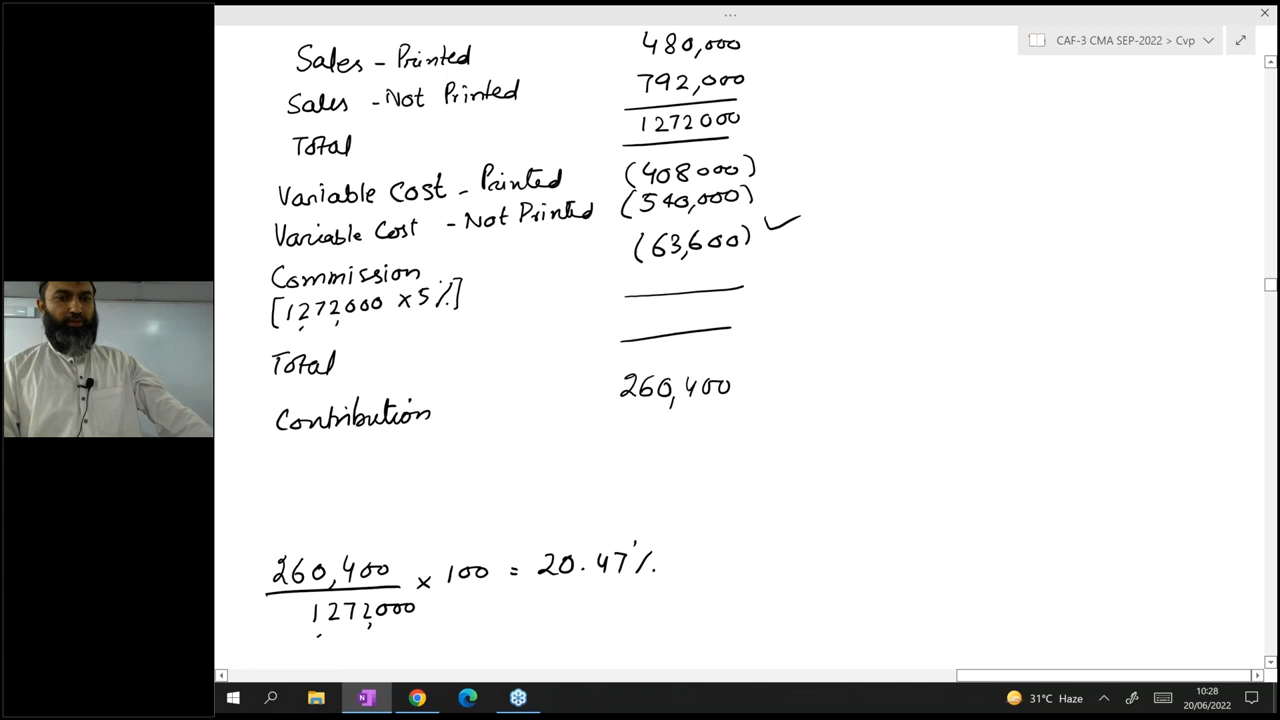 CAF-3 CMA SEP-2022 > Cvp
Sales - Printed 480,000
Sales - Not Printed 792,000
Total 1272000
Variable Cost - Printed (408000)
Variable Cost - Not Printed (540,000)
Commission (63,600)
[1272000 x 5%]
Total
Contribution 260,400
260,400
1272000
x 100 = 20.47%
31°C Haze
10:28
20/06/2022